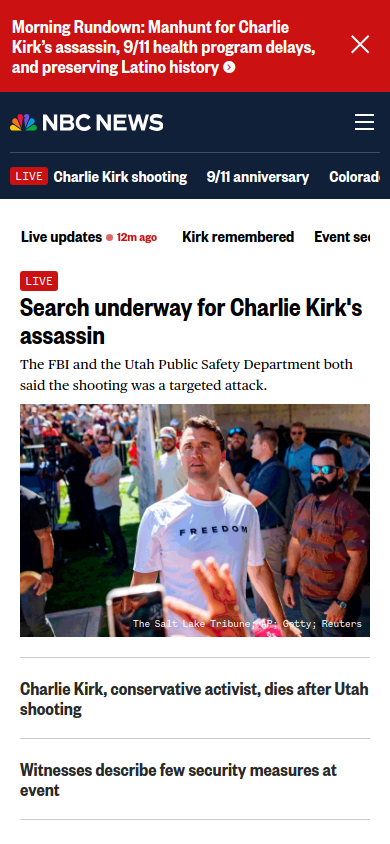 Morning Rundown: Manhunt for Charlie
Kirk’s assassin, 9/11 health program delays,
and preserving Latino history
NBC NEWS
LIVE Charlie Kirk shooting 9/11 anniversary Colorado
Live updates 12m ago Kirk remembered Event sec
LIVE
Search underway for Charlie Kirk's
assassin
The FBI and the Utah Public Safety Department both
said the shooting was a targeted attack.
FREEDOM
The Salt Lake Tribune; AP; Getty; Reuters
Charlie Kirk, conservative activist, dies after Utah
shooting
Witnesses describe few security measures at
event